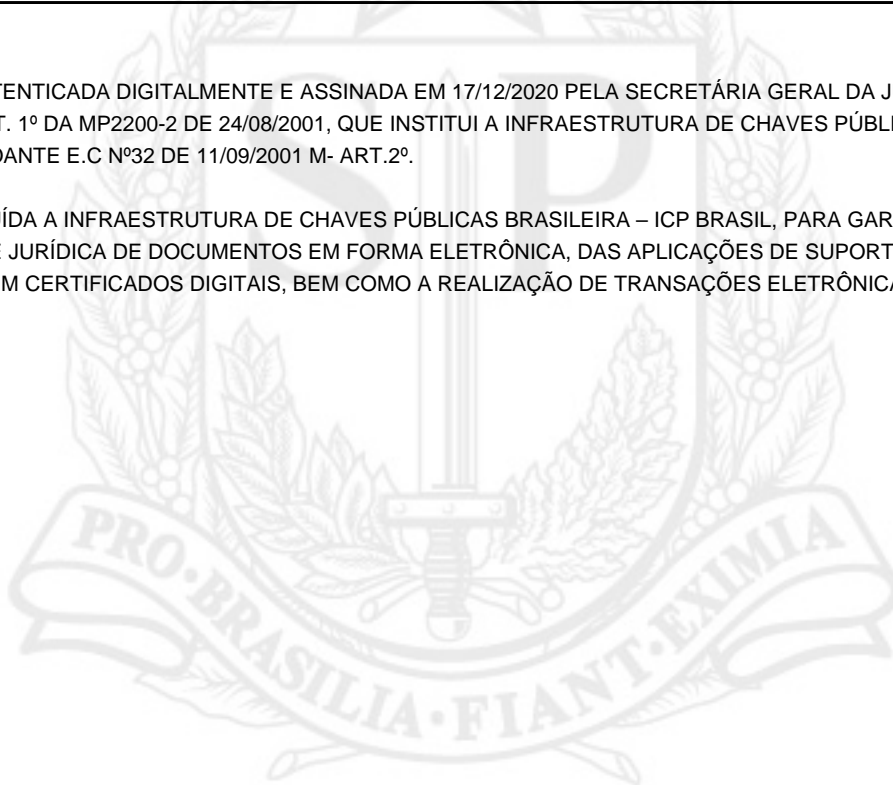 TENTICADA DIGITALMENTE E ASSINADA EM 17/12/2020 PELA SECRETÁRIA GERAL DA J
T. 1º DA MP2200-2 DE 24/08/2001, QUE INSTITUI A INFRAESTRUTURA DE CHAVES PÚBL
DANTE E.C Nº32 DE 11/09/2001 M- ART.2º.
ÍDA A INFRAESTRUTURA DE CHAVES PÚBLICAS BRASILEIRA – ICP BRASIL, PARA GAR
E JURÍDICA DE DOCUMENTOS EM FORMA ELETRÔNICA, DAS APLICAÇÕES DE SUPORT
M CERTIFICADOS DIGITAIS, BEM COMO A REALIZAÇÃO DE TRANSAÇÕES ELETRÔNICA
SP
PRO·BRASILIA·FIANT·EXIMIA